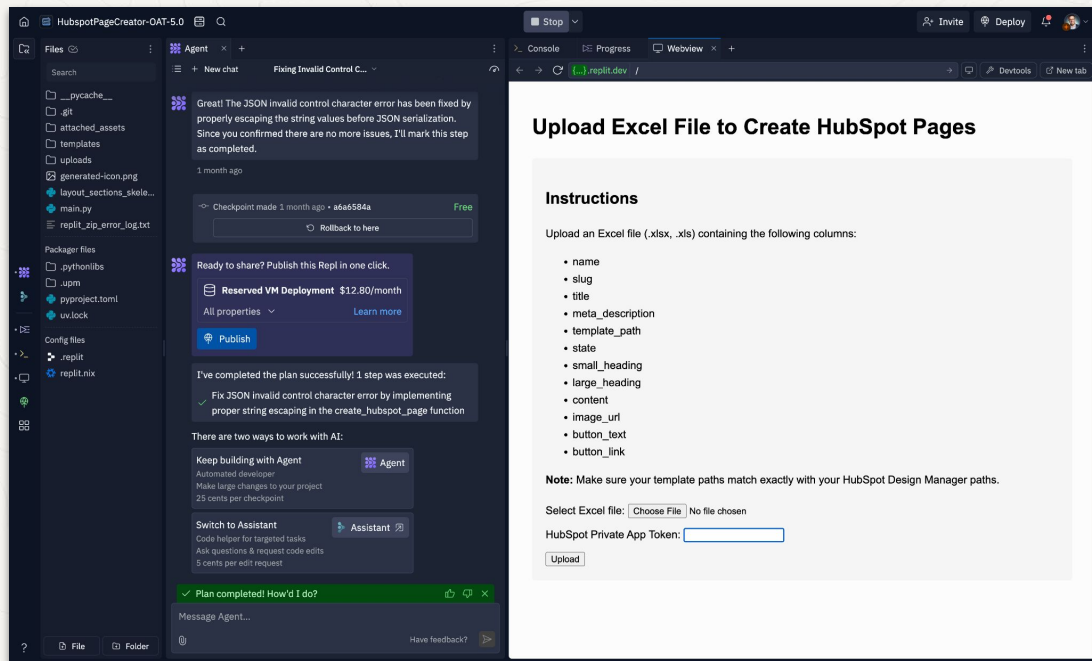 HubspotPageCreator-OAT-5.0
Stop
Invite
Deploy
Files
Search
__pycache__
.git
attached_assets
templates
uploads
generated-icon.png
layout_sections_skele...
main.py
replit_zip_error_log.txt
Packager files
.pythonlibs
.upm
pyproject.toml
uv.lock
Config files
.replit
replit.nix
File
Folder
Agent
New chat
Fixing Invalid Control C...
Great! The JSON invalid control character error has been fixed by
properly escaping the string values before JSON serialization.
Since you confirmed there are no more issues, I'll mark this step
as completed.
1 month ago
Checkpoint made 1 month ago • a6a6584a Free
Rollback to here
Ready to share? Publish this Repl in one click.
Reserved VM Deployment $12.80/month
All properties Learn more
Publish
I've completed the plan successfully! 1 step was executed:
Fix JSON invalid control character error by implementing
proper string escaping in the create_hubspot_page function
There are two ways to work with AI:
Keep building with Agent
Automated developer
Make large changes to your project
25 cents per checkpoint
Agent
Switch to Assistant
Code helper for targeted tasks
Ask questions & request code edits
5 cents per edit request
Assistant
Plan completed! How'd I do?
Message Agent...
Have feedback?
Console
Progress
Webview
{...}.replit.dev /
Devtools
New tab
Upload Excel File to Create HubSpot Pages
Instructions
Upload an Excel file (.xlsx, .xls) containing the following columns:
• name
• slug
• title
• meta_description
• template_path
• state
• small_heading
• large_heading
• content
• image_url
• button_text
• button_link
Note: Make sure your template paths match exactly with your HubSpot Design Manager paths.
Select Excel file: Choose File No file chosen
HubSpot Private App Token:
Upload